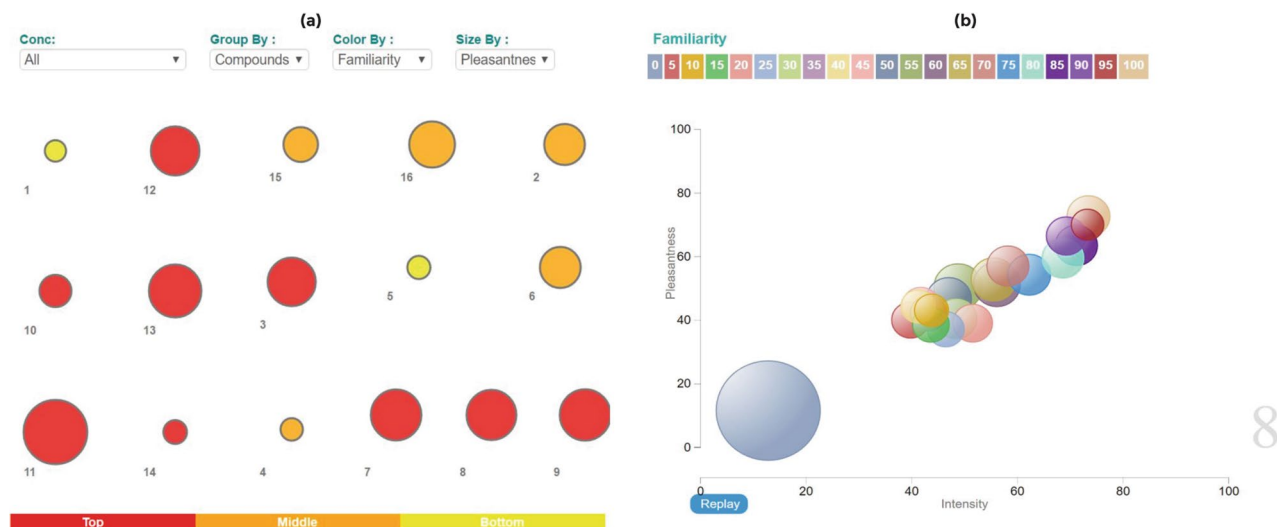 (a)
Conc:
Group By :
Color By :
Size By :
All
Compounds
Familiarity
Pleasantnes
1
12
15
16
2
10
13
3
5
6
11
14
4
7
8
9
Top
Middle
Bottom
(b)
Familiarity
0 5 10 15 20 25 30 35 40 45 50 55 60 65 70 75 80 85 90 95 100
100
80
60
40
20
0
Pleasantness
0
20
40
60
80
100
Intensity
Replay
8